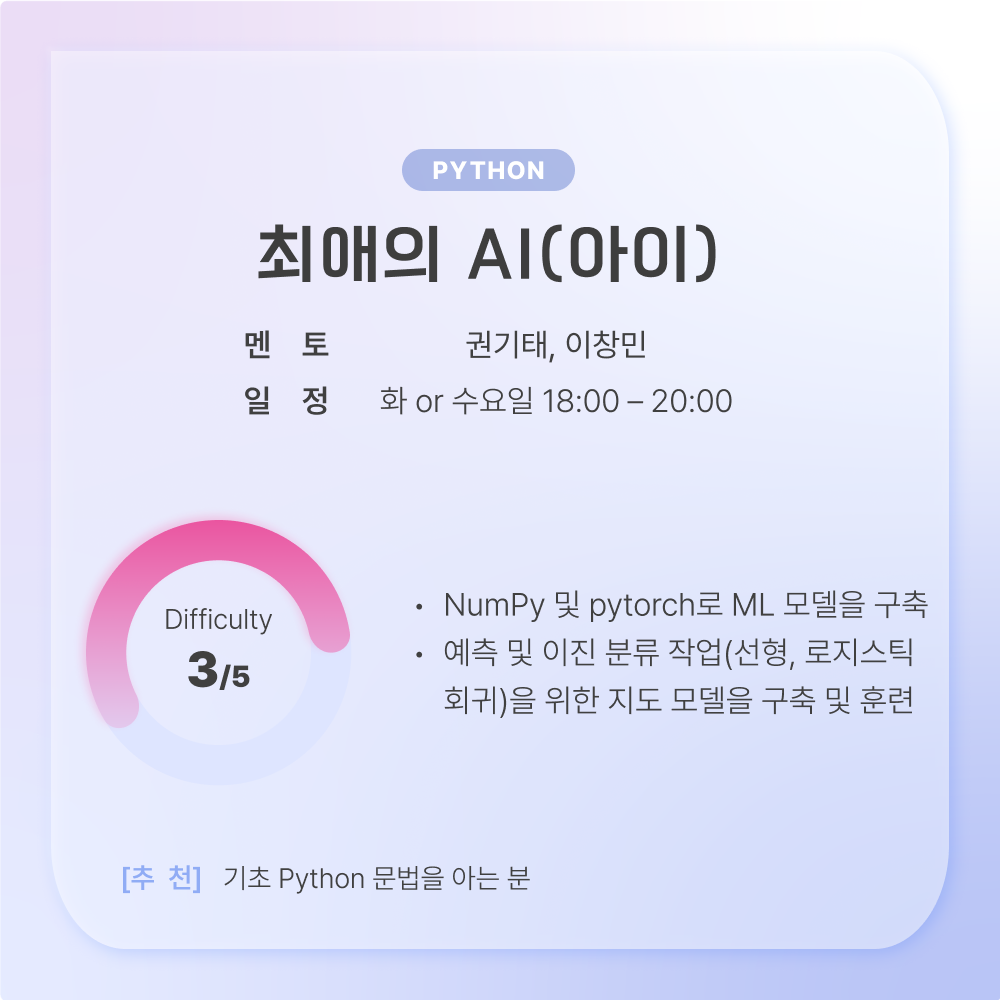 PYTHON
최애의 AI(아이)
멘 토 권기태, 이창민
일 정 화 or 수요일 18:00 – 20:00
Difficulty
3/5
• NumPy 및 pytorch로 ML 모델을 구축
• 예측 및 이진 분류 작업(선형, 로지스틱
회귀)을 위한 지도 모델을 구축 및 훈련
[추 천] 기초 Python 문법을 아는 분